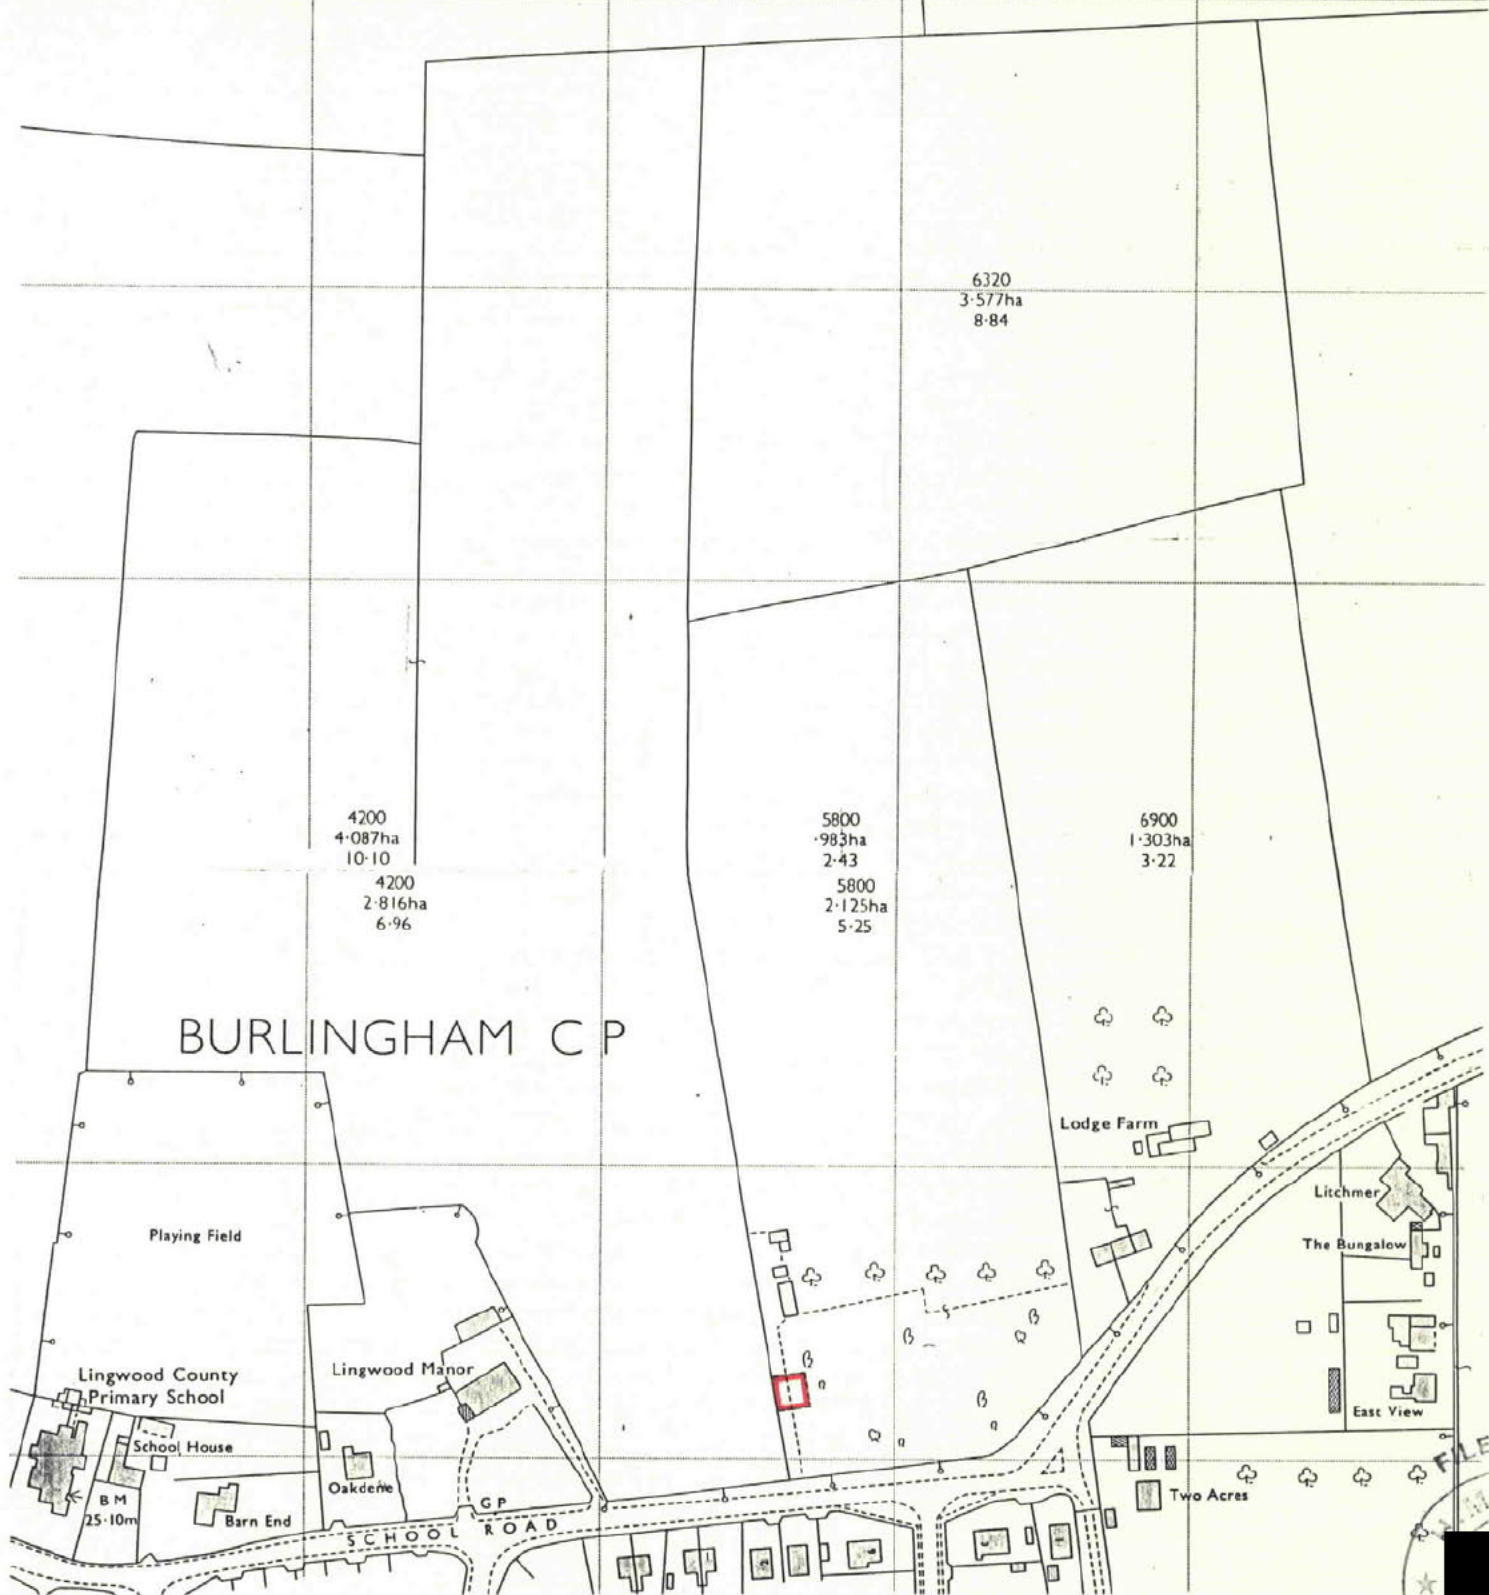 6320
3·577ha
8·84
4200
4·087ha
10·10
4200
2·816ha
6·96
5800
·983ha
2·43
5800
2·125ha
5·25
6900
1·303ha
3·22
BURLINGHAM C P
Lodge Farm
Litchmer
The Bungalow
East View
Two Acres
Playing Field
Lingwood County
Primary School
School House
B M
25·10m
Barn End
Lingwood Manor
Oakdene
G P
SCHOOL ROAD
FILE